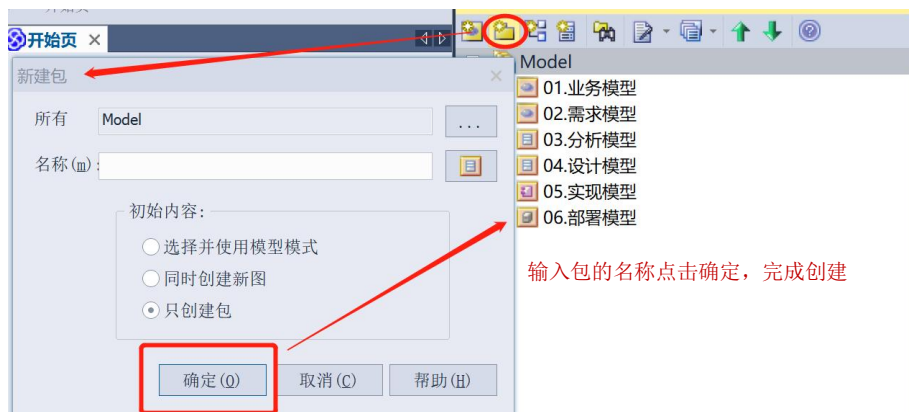 开始页
新建包
所有 Model ...
名称(m):
初始内容:
选择并使用模型模式
同时创建新图
只创建包
确定(O) 取消(C) 帮助(H)
Model
01.业务模型
02.需求模型
03.分析模型
04.设计模型
05.实现模型
06.部署模型
输入包的名称点击确定，完成创建